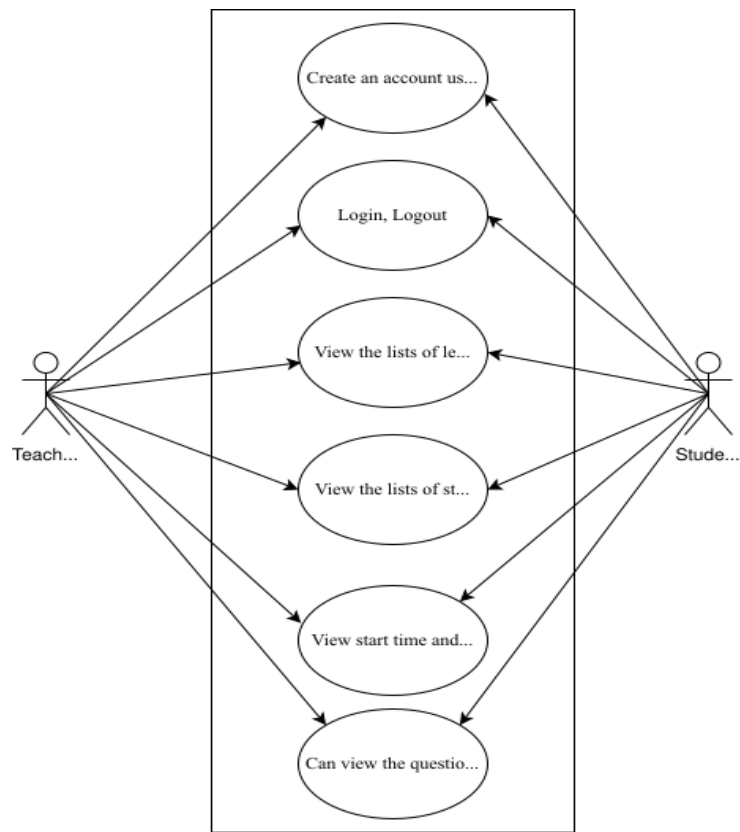 Create an account us...
Login, Logout
View the lists of le...
Teach...
Stude...
View the lists of st...
View start time and...
Can view the questio...